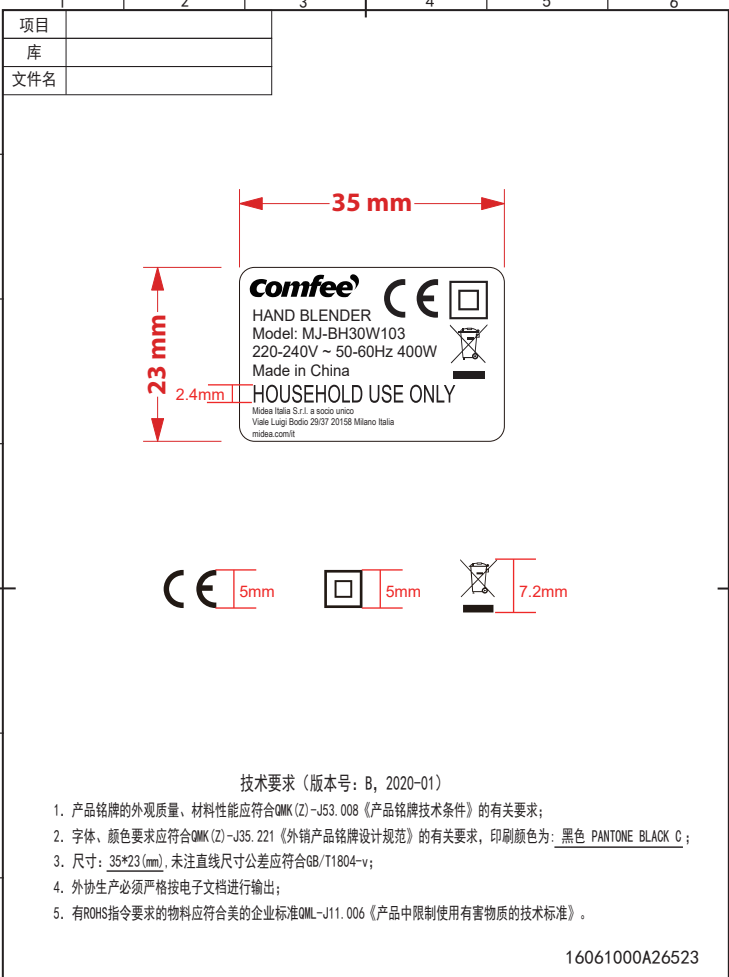 1 2 3 4 5 6
项目
库
文件名
35 mm
23 mm
comfee'
CE
HAND BLENDER
Model: MJ-BH30W103
220-240V ~ 50-60Hz 400W
Made in China
2.4mm
HOUSEHOLD USE ONLY
Midea Italia S.r.l. a socio unico
Viale Luigi Bodio 29/37 20158 Milano Italia
midea.com/it
CE 5mm 5mm 7.2mm
技术要求（版本号：B, 2020-01）
1. 产品铭牌的外观质量、材料性能应符合QMK(Z)-J53.008《产品铭牌技术条件》的有关要求；
2. 字体、颜色要求应符合QMK(Z)-J35.221《外销产品铭牌设计规范》的有关要求，印刷颜色为: 黑色 PANTONE BLACK C；
3. 尺寸：35*23(mm),未注直线尺寸公差应符合GB/T1804-v；
4. 外协生产必须严格按电子文档进行输出；
5. 有ROHS指令要求的物料应符合美的企业标准QML-J11.006《产品中限制使用有害物质的技术标准》。
16061000A26523